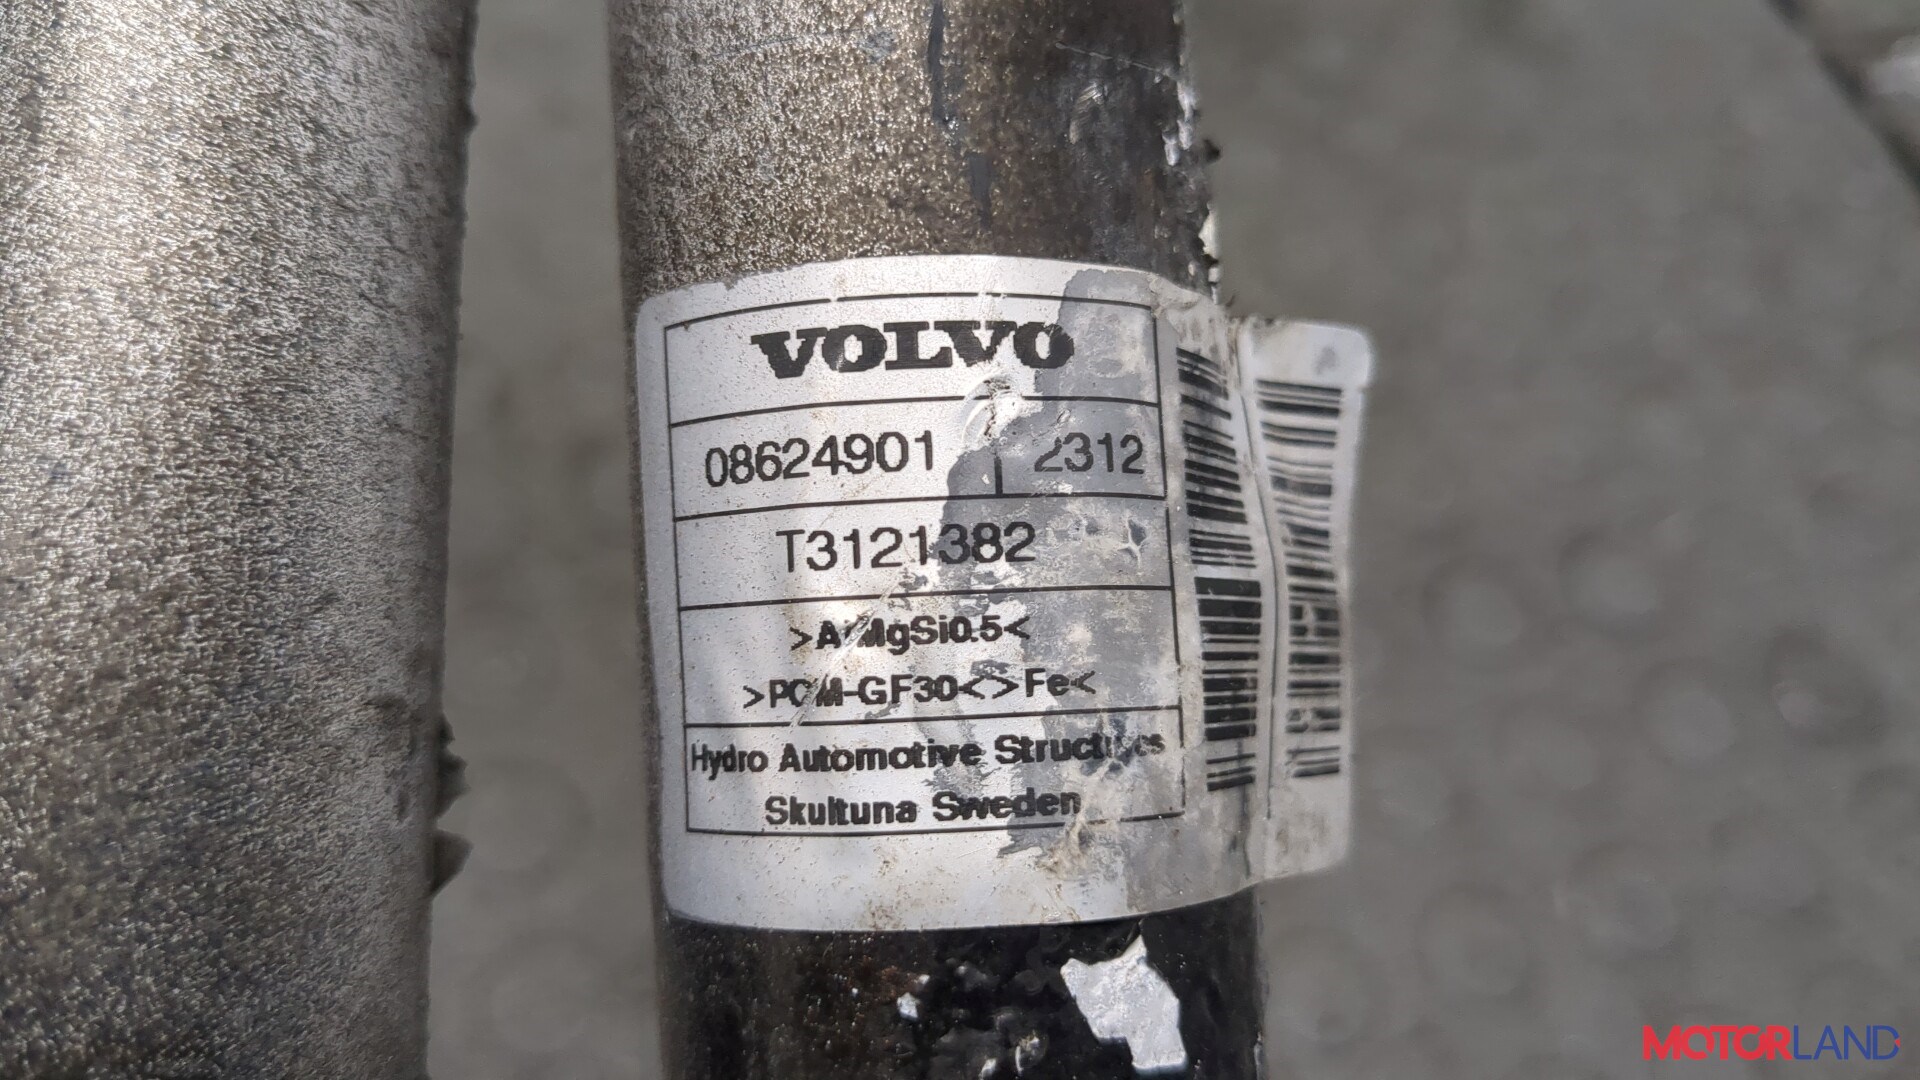 VOLVO
08624901 2312
T3121382
>AlMgSi0.5<
>POM-GF30<>Fe<
Hydro Automotive Structures
Skultuna Sweden
MOTORLAND